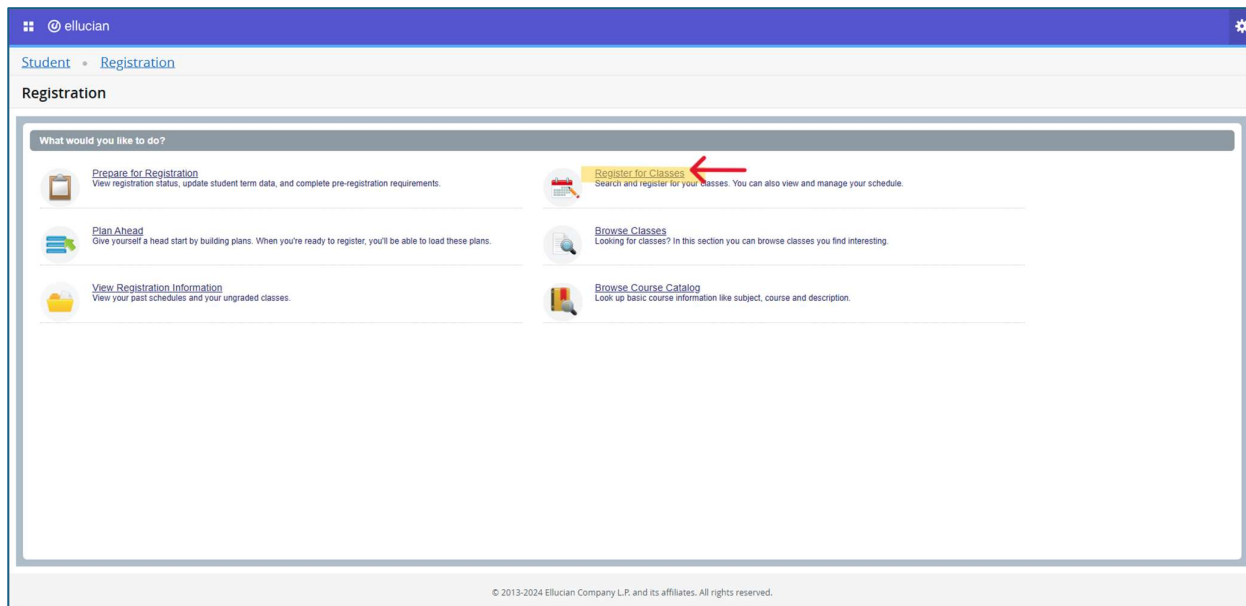 ellucian
Student • Registration
Registration
What would you like to do?
Prepare for Registration
View registration status, update student term data, and complete pre-registration requirements.
Register for Classes
Search and register for your classes. You can also view and manage your schedule.
Plan Ahead
Give yourself a head start by building plans. When you're ready to register, you'll be able to load these plans.
Browse Classes
Looking for classes? In this section you can browse classes you find interesting.
View Registration Information
View your past schedules and your ungraded classes.
Browse Course Catalog
Look up basic course information like subject, course and description.
© 2013-2024 Ellucian Company L.P. and its affiliates. All rights reserved.